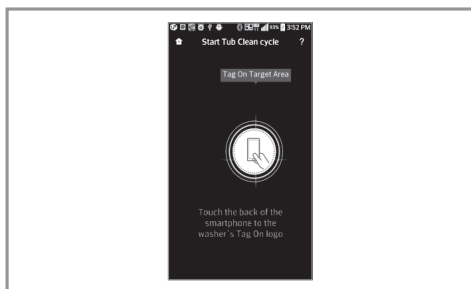 93% 3:52 PM
Start Tub Clean cycle ?
Tag On Target Area
Touch the back of the
smartphone to the
washer's Tag On logo